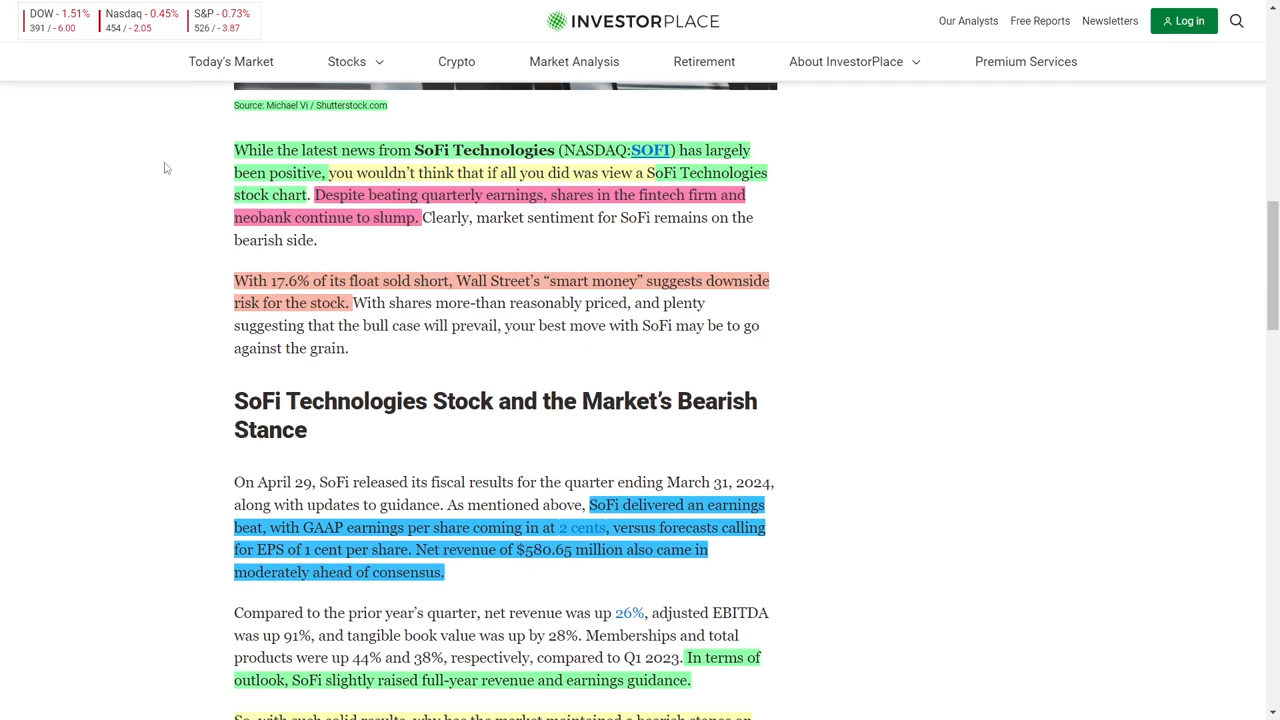 DOW - 1.51% Nasdaq - 0.45% S&P - 0.73%
391 / - 6.00 454 / - 2.05 526 / - 3.87
INVESTORPLACE
Our Analysts Free Reports Newsletters Log in
Today's Market Stocks Crypto Market Analysis Retirement About InvestorPlace Premium Services
Source: Michael Vi / Shutterstock.com
While the latest news from SoFi Technologies (NASDAQ:SOFI) has largely
been positive, you wouldn’t think that if all you did was view a SoFi Technologies
stock chart. Despite beating quarterly earnings, shares in the fintech firm and
neobank continue to slump. Clearly, market sentiment for SoFi remains on the
bearish side.
With 17.6% of its float sold short, Wall Street’s “smart money” suggests downside
risk for the stock. With shares more-than reasonably priced, and plenty
suggesting that the bull case will prevail, your best move with SoFi may be to go
against the grain.
SoFi Technologies Stock and the Market’s Bearish
Stance
On April 29, SoFi released its fiscal results for the quarter ending March 31, 2024,
along with updates to guidance. As mentioned above, SoFi delivered an earnings
beat, with GAAP earnings per share coming in at 2 cents, versus forecasts calling
for EPS of 1 cent per share. Net revenue of $580.65 million also came in
moderately ahead of consensus.
Compared to the prior year’s quarter, net revenue was up 26%, adjusted EBITDA
was up 91%, and tangible book value was up by 28%. Memberships and total
products were up 44% and 38%, respectively, compared to Q1 2023. In terms of
outlook, SoFi slightly raised full-year revenue and earnings guidance.
So, with such solid results, why has the market maintained a bearish stance on